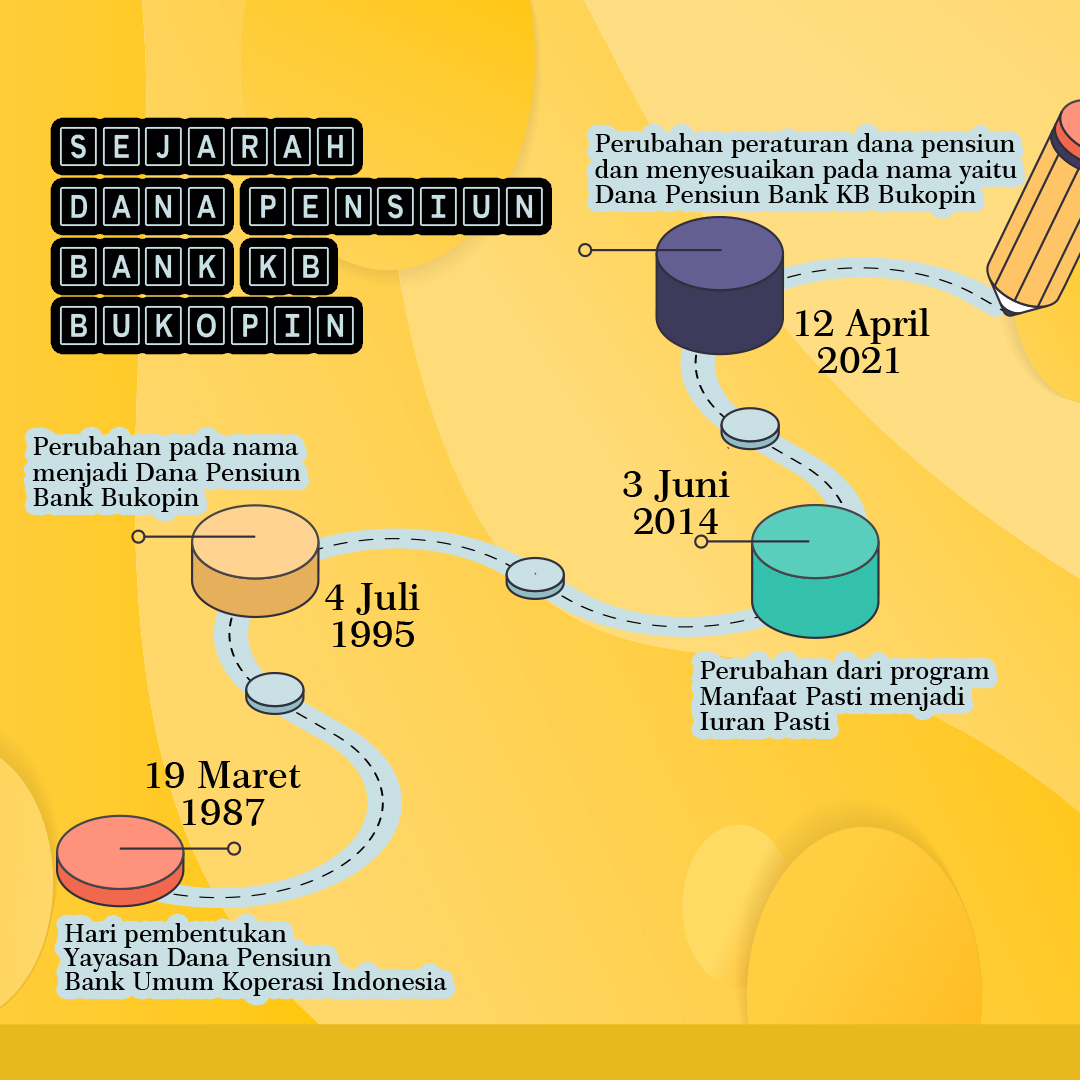 SEJARAH
DANA PENSIUN
BANK KB
BUKOPIN
Perubahan peraturan dana pensiun
dan menyesuaikan pada nama yaitu
Dana Pensiun Bank KB Bukopin
12 April
2021
3 Juni
2014
Perubahan dari program
Manfaat Pasti menjadi
Iuran Pasti
Perubahan pada nama
menjadi Dana Pensiun
Bank Bukopin
4 Juli
1995
19 Maret
1987
Hari pembentukan
Yayasan Dana Pensiun
Bank Umum Koperasi Indonesia